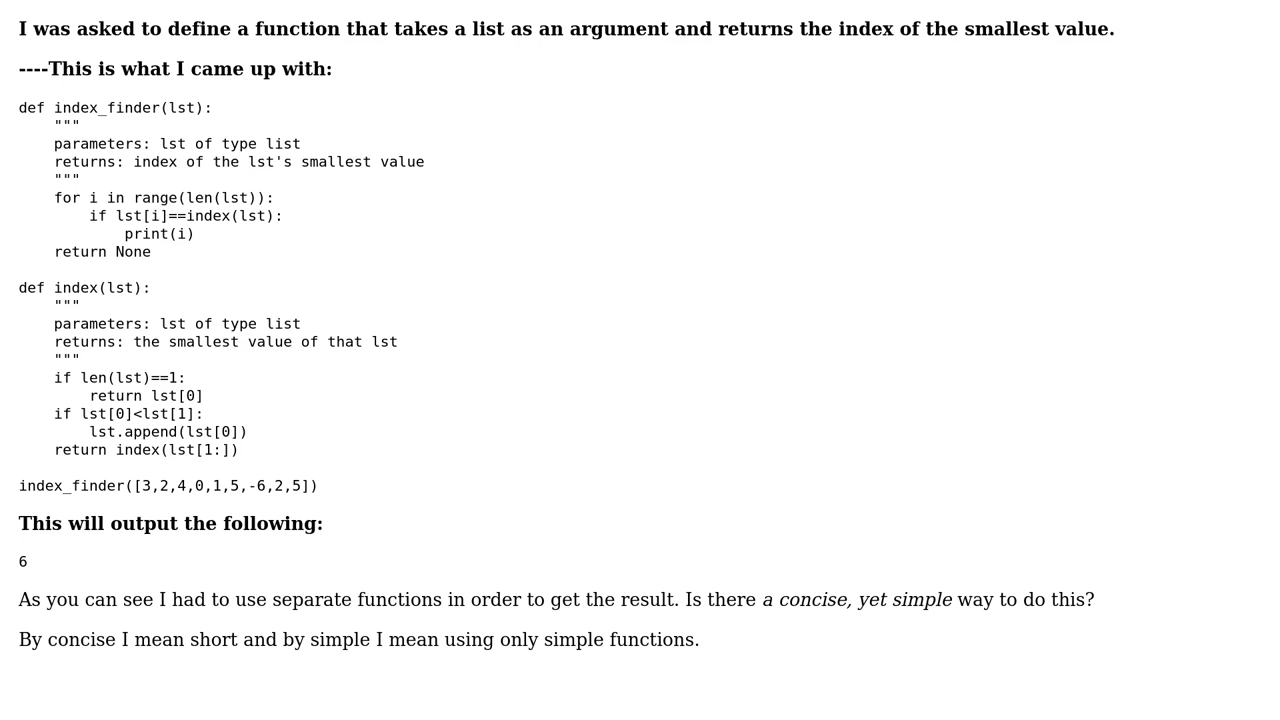 I was asked to define a function that takes a list as an argument and returns the index of the smallest value.
----This is what I came up with:
def index_finder(lst):
    """
    parameters: lst of type list
    returns: index of the lst's smallest value
    """
    for i in range(len(lst)):
        if lst[i]==index(lst):
            print(i)
    return None

def index(lst):
    """
    parameters: lst of type list
    returns: the smallest value of that lst
    """
    if len(lst)==1:
        return lst[0]
    if lst[0]<lst[1]:
        lst.append(lst[0])
    return index(lst[1:])

index_finder([3,2,4,0,1,5,-6,2,5])
This will output the following:
6
As you can see I had to use separate functions in order to get the result. Is there a concise, yet simple way to do this?
By concise I mean short and by simple I mean using only simple functions.